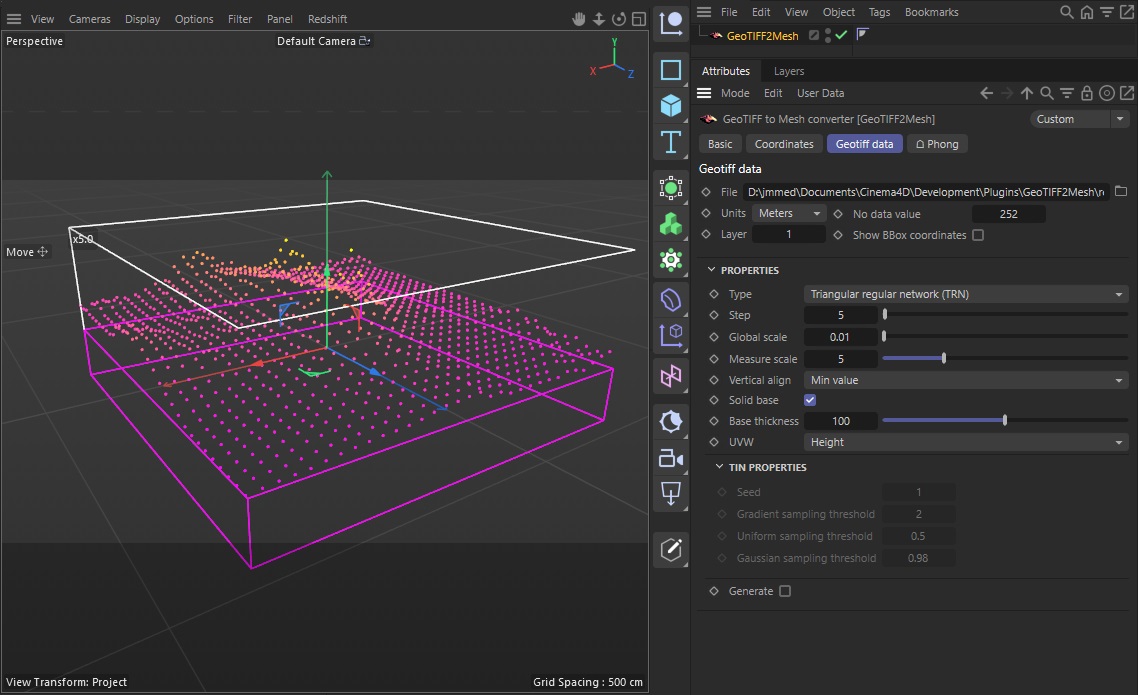 View Cameras Display Options Filter Panel Redshift
Perspective
Default Camera
Y
X
Z
x5.0
Move
View Transform: Project
Grid Spacing : 500 cm
T
File Edit View Object Tags Bookmarks
GeoTIFF2Mesh
Attributes Layers
Mode Edit User Data
GeoTIFF to Mesh converter [GeoTIFF2Mesh]
Custom
Basic Coordinates Geotiff data Phong
Geotiff data
File D:\jmmed\Documents\Cinema4D\Development\Plugins\GeoTIFF2Mesh\re
Units Meters No data value 252
Layer 1 Show BBox coordinates
PROPERTIES
Type Triangular regular network (TRN)
Step 5
Global scale 0.01
Measure scale 5
Vertical align Min value
Solid base
Base thickness 100
UVW Height
TIN PROPERTIES
Seed 1
Gradient sampling threshold 2
Uniform sampling threshold 0.5
Gaussian sampling threshold 0.98
Generate